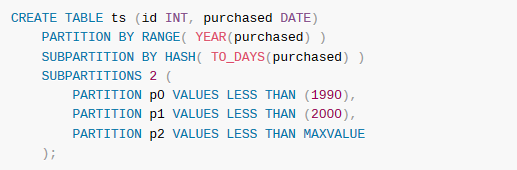 CREATE TABLE ts (id INT, purchased DATE)
PARTITION BY RANGE( YEAR(purchased) )
SUBPARTITION BY HASH( TO_DAYS(purchased) )
SUBPARTITIONS 2 (
PARTITION p0 VALUES LESS THAN (1990),
PARTITION p1 VALUES LESS THAN (2000),
PARTITION p2 VALUES LESS THAN MAXVALUE
);